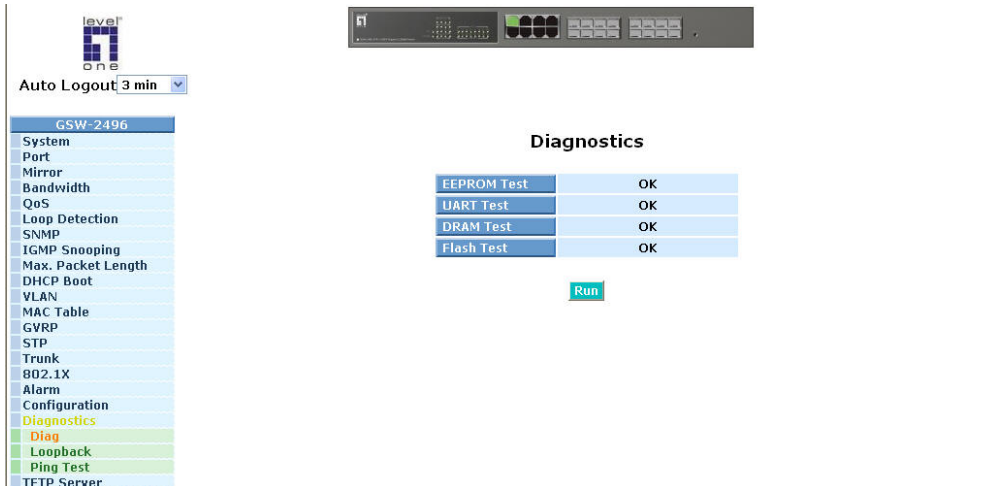 level
one
Auto Logout 3 min
GSW-2496
System
Port
Mirror
Bandwidth
QoS
Loop Detection
SNMP
IGMP Snooping
Max. Packet Length
DHCP Boot
VLAN
MAC Table
GVRP
STP
Trunk
802.1X
Alarm
Configuration
Diagnostics
Diag
Loopback
Ping Test
TFTP Server
Diagnostics
EEPROM Test OK
UART Test OK
DRAM Test OK
Flash Test OK
Run